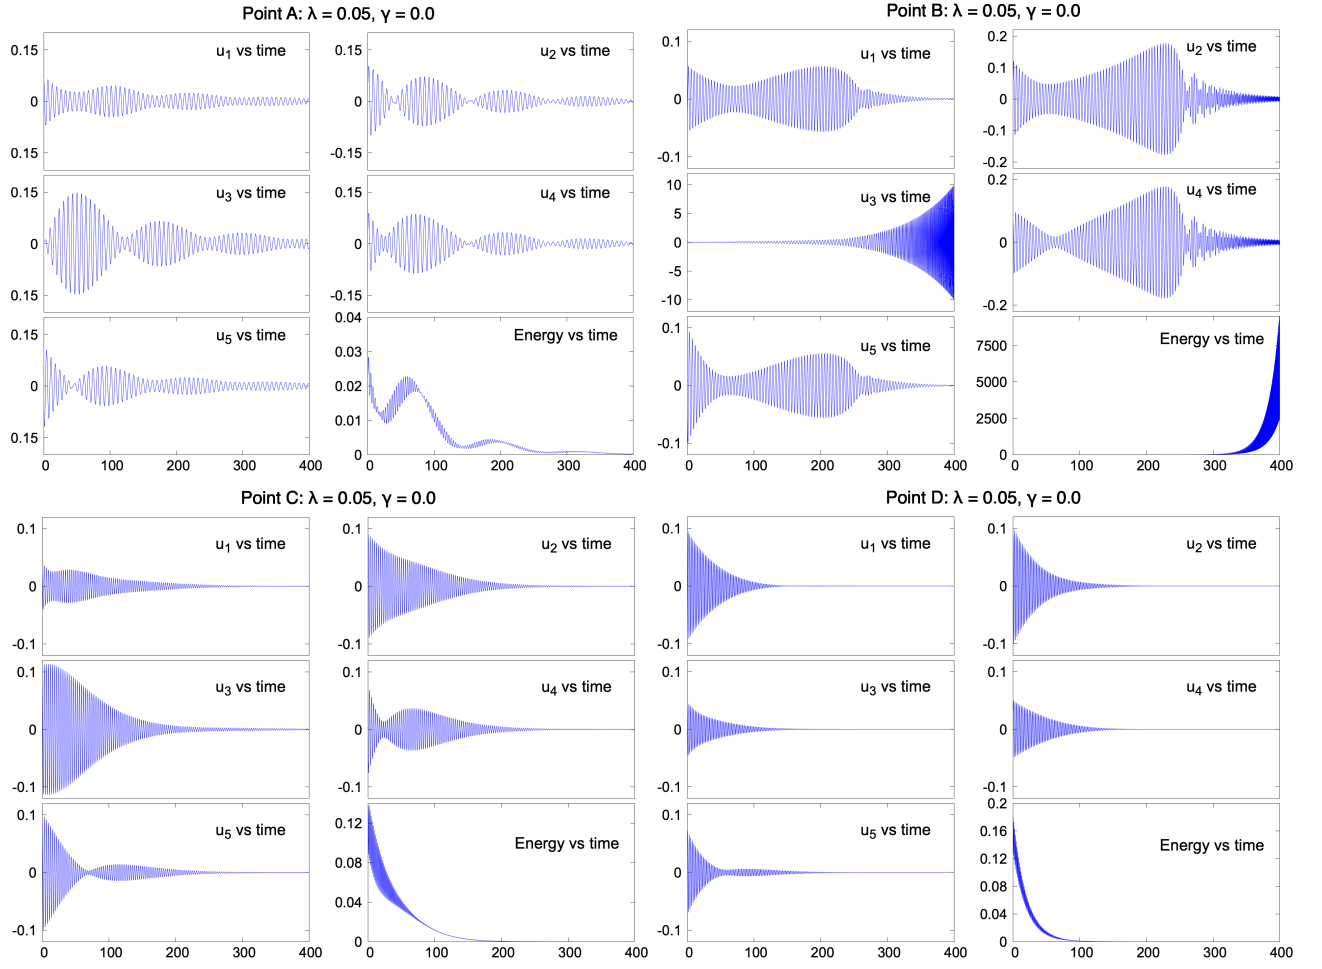 Point A: λ = 0.05, γ = 0.0
u1 vs time
0.15
0
0.15
u2 vs time
0.15
0
-0.15
u3 vs time
0.15
0
0.15
u4 vs time
0.15
0
-0.15
u5 vs time
0.15
0
0.15
0 100 200 300 400
Energy vs time
0.04
0.03
0.02
0.01
0
0 100 200 300 400
Point B: λ = 0.05, γ = 0.0
u1 vs time
0.1
0
-0.1
u2 vs time
0.2
0.1
0
-0.1
-0.2
u3 vs time
10
5
0
-5
-10
u4 vs time
0.2
0
-0.2
u5 vs time
0.1
0
-0.1
0 100 200 300 400
Energy vs time
7500
5000
2500
0
0 100 200 300 400
Point C: λ = 0.05, γ = 0.0
u1 vs time
0.1
0
-0.1
u2 vs time
0.1
0
-0.1
u3 vs time
0.1
0
-0.1
u4 vs time
0.1
0
-0.1
u5 vs time
0.1
0
-0.1
0 100 200 300 400
Energy vs time
0.12
0.08
0.04
0
0 100 200 300 400
Point D: λ = 0.05, γ = 0.0
u1 vs time
0.1
0
-0.1
u2 vs time
0.1
0
-0.1
u3 vs time
0.1
0
-0.1
u4 vs time
0.1
0
-0.1
u5 vs time
0.1
0
-0.1
0 100 200 300 400
Energy vs time
0.2
0.16
0.12
0.08
0.04
0
0 100 200 300 400